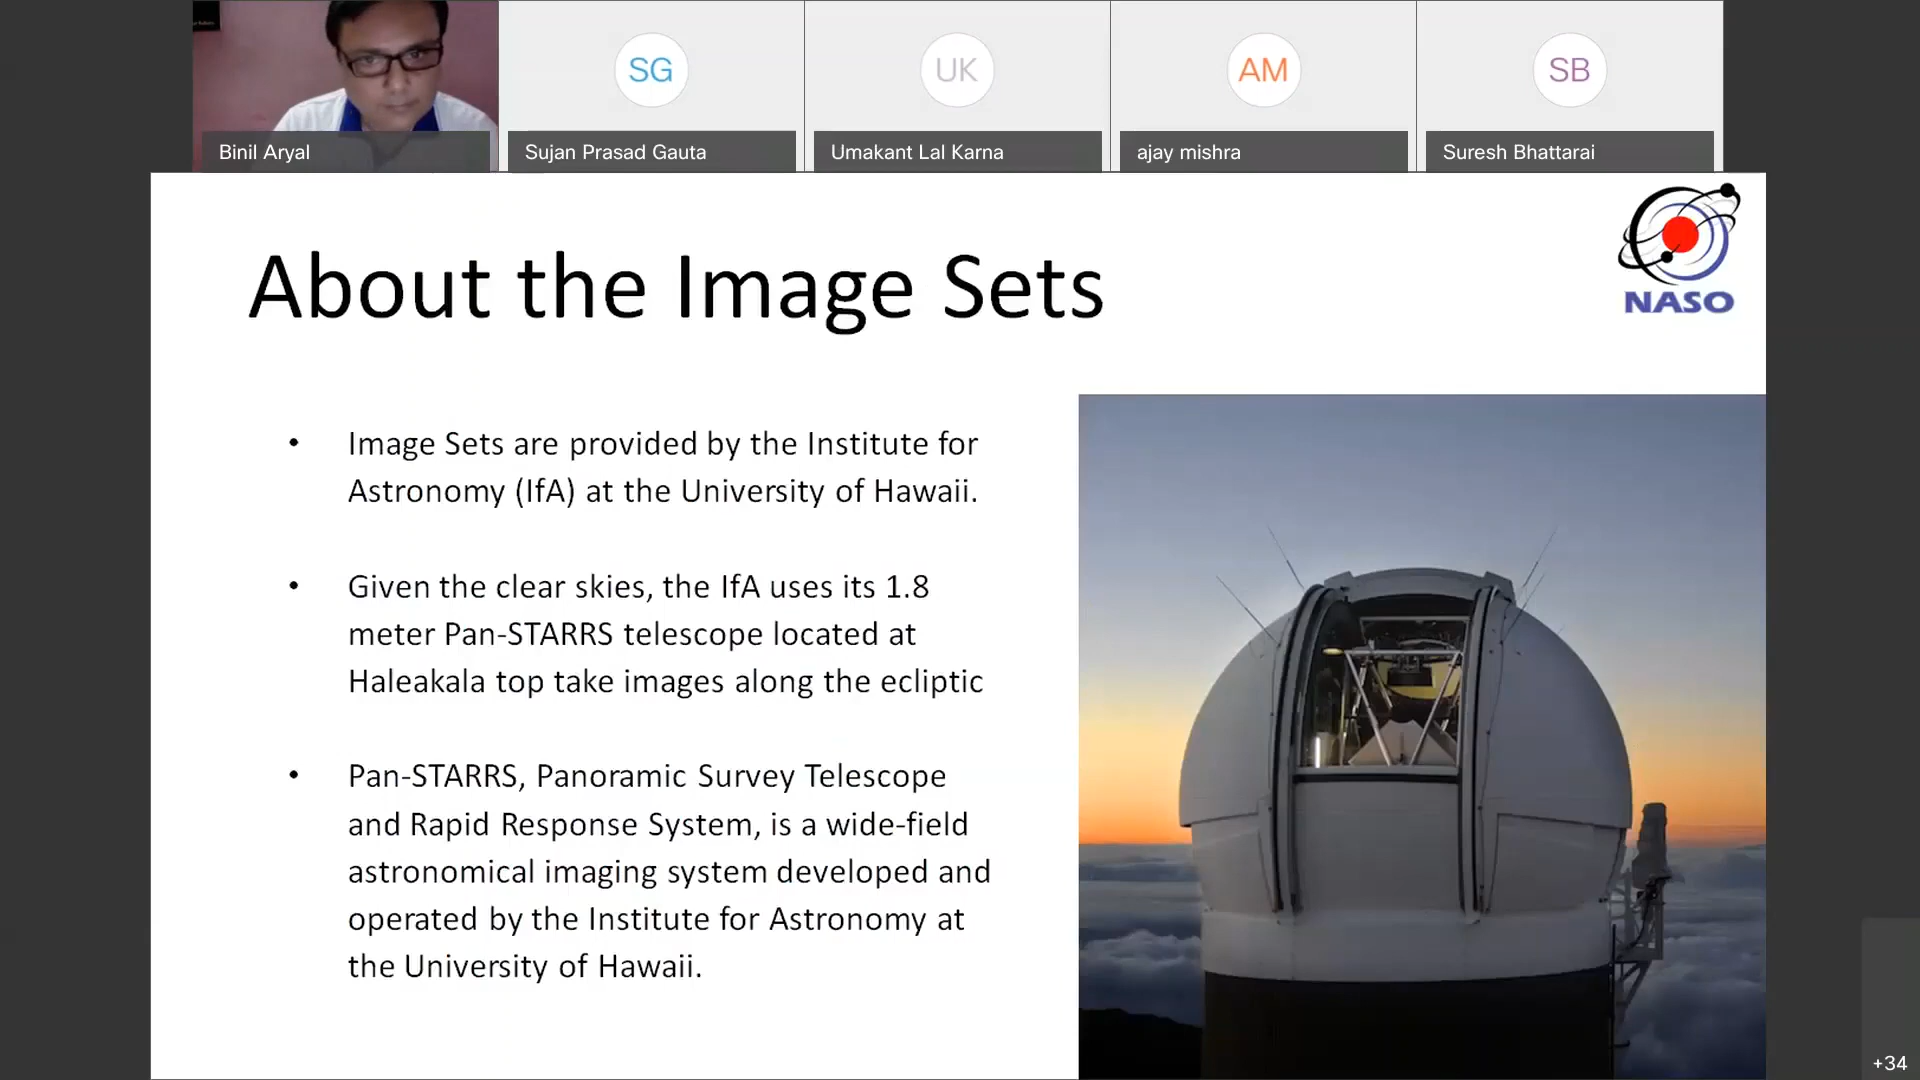 SG
UK
AM
SB
Binil Aryal
Sujan Prasad Gauta
Umakant Lal Karna
ajay mishra
Suresh Bhattarai
NASO
About the Image Sets
• Image Sets are provided by the Institute for
Astronomy (IfA) at the University of Hawaii.
• Given the clear skies, the IfA uses its 1.8
meter Pan-STARRS telescope located at
Haleakala top take images along the ecliptic
• Pan-STARRS, Panoramic Survey Telescope
and Rapid Response System, is a wide-field
astronomical imaging system developed and
operated by the Institute for Astronomy at
the University of Hawaii.
+34